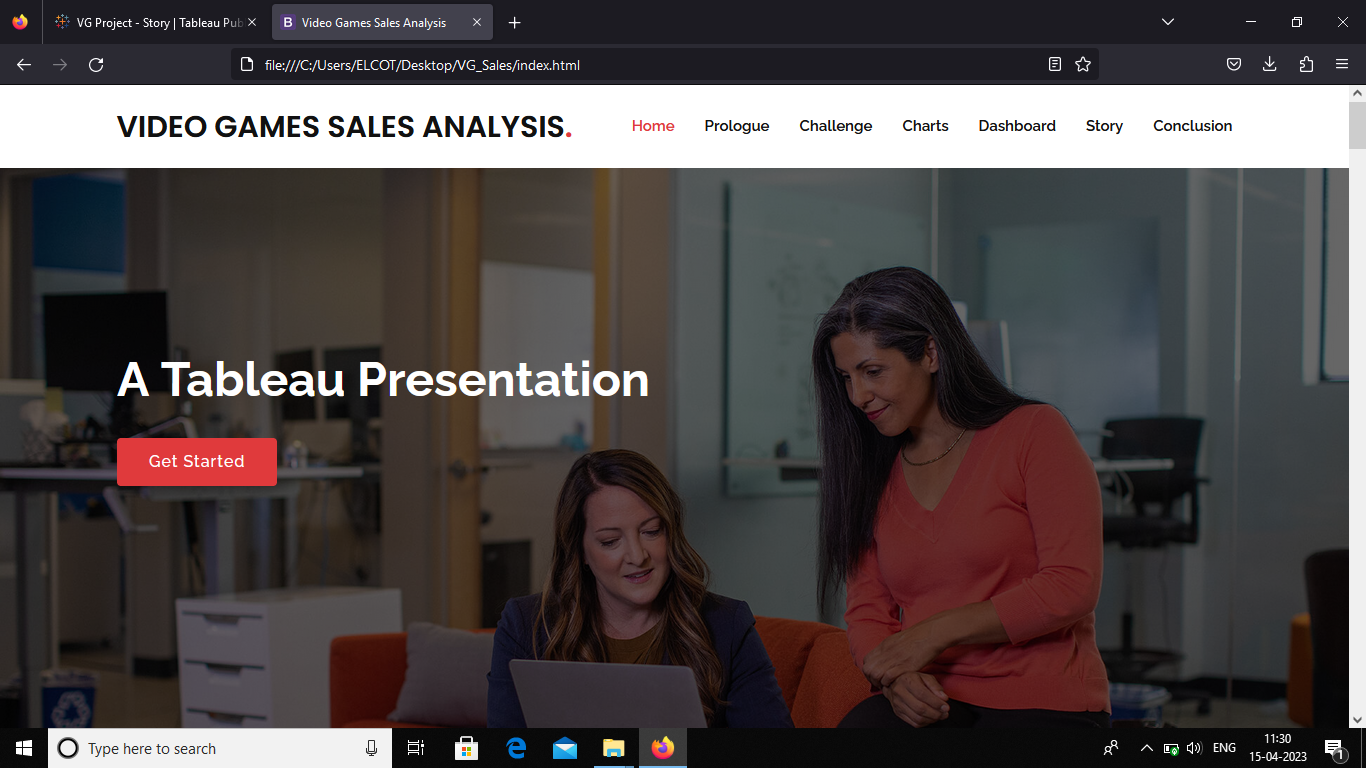 VG Project - Story | Tableau Pub
Video Games Sales Analysis
file:///C:/Users/ELCOT/Desktop/VG_Sales/index.html
VIDEO GAMES SALES ANALYSIS.
Home Prologue Challenge Charts Dashboard Story Conclusion
A Tableau Presentation
Get Started
Type here to search
ENG
11:30
15-04-2023
1